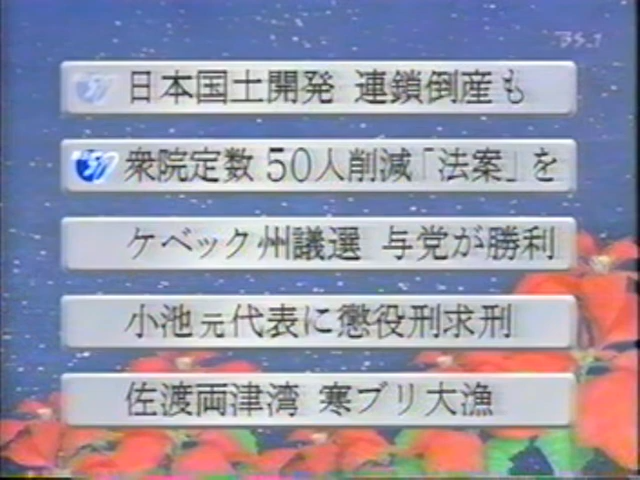 BS-1
日本国土開発 連鎖倒産も
衆院定数 50人削減「法案」を
ケベック州議選 与党が勝利
小池元代表に懲役刑求刑
佐渡両津湾 寒ブリ大漁